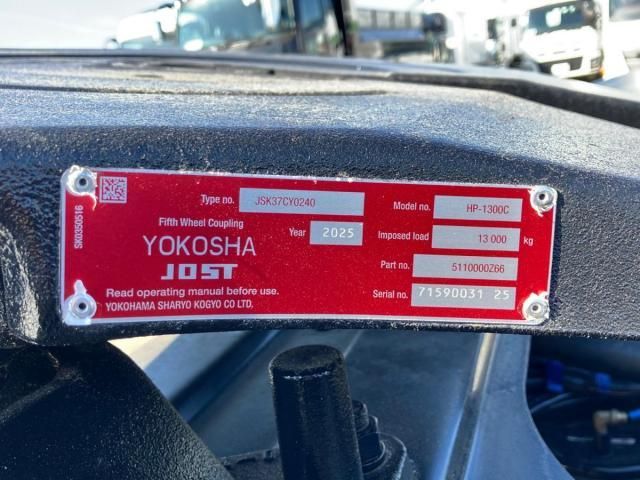 SK0350516
Type no. JSK37CY0240
Model no. HP-1300C
Fifth Wheel Coupling
Year 2025
Imposed load 13 000 kg
YOKOSHA
JOST
Part no. 5110000Z66
Read operating manual before use.
Serial no. 71590031 25
YOKOHAMA SHARYO KOGYO CO LTD.